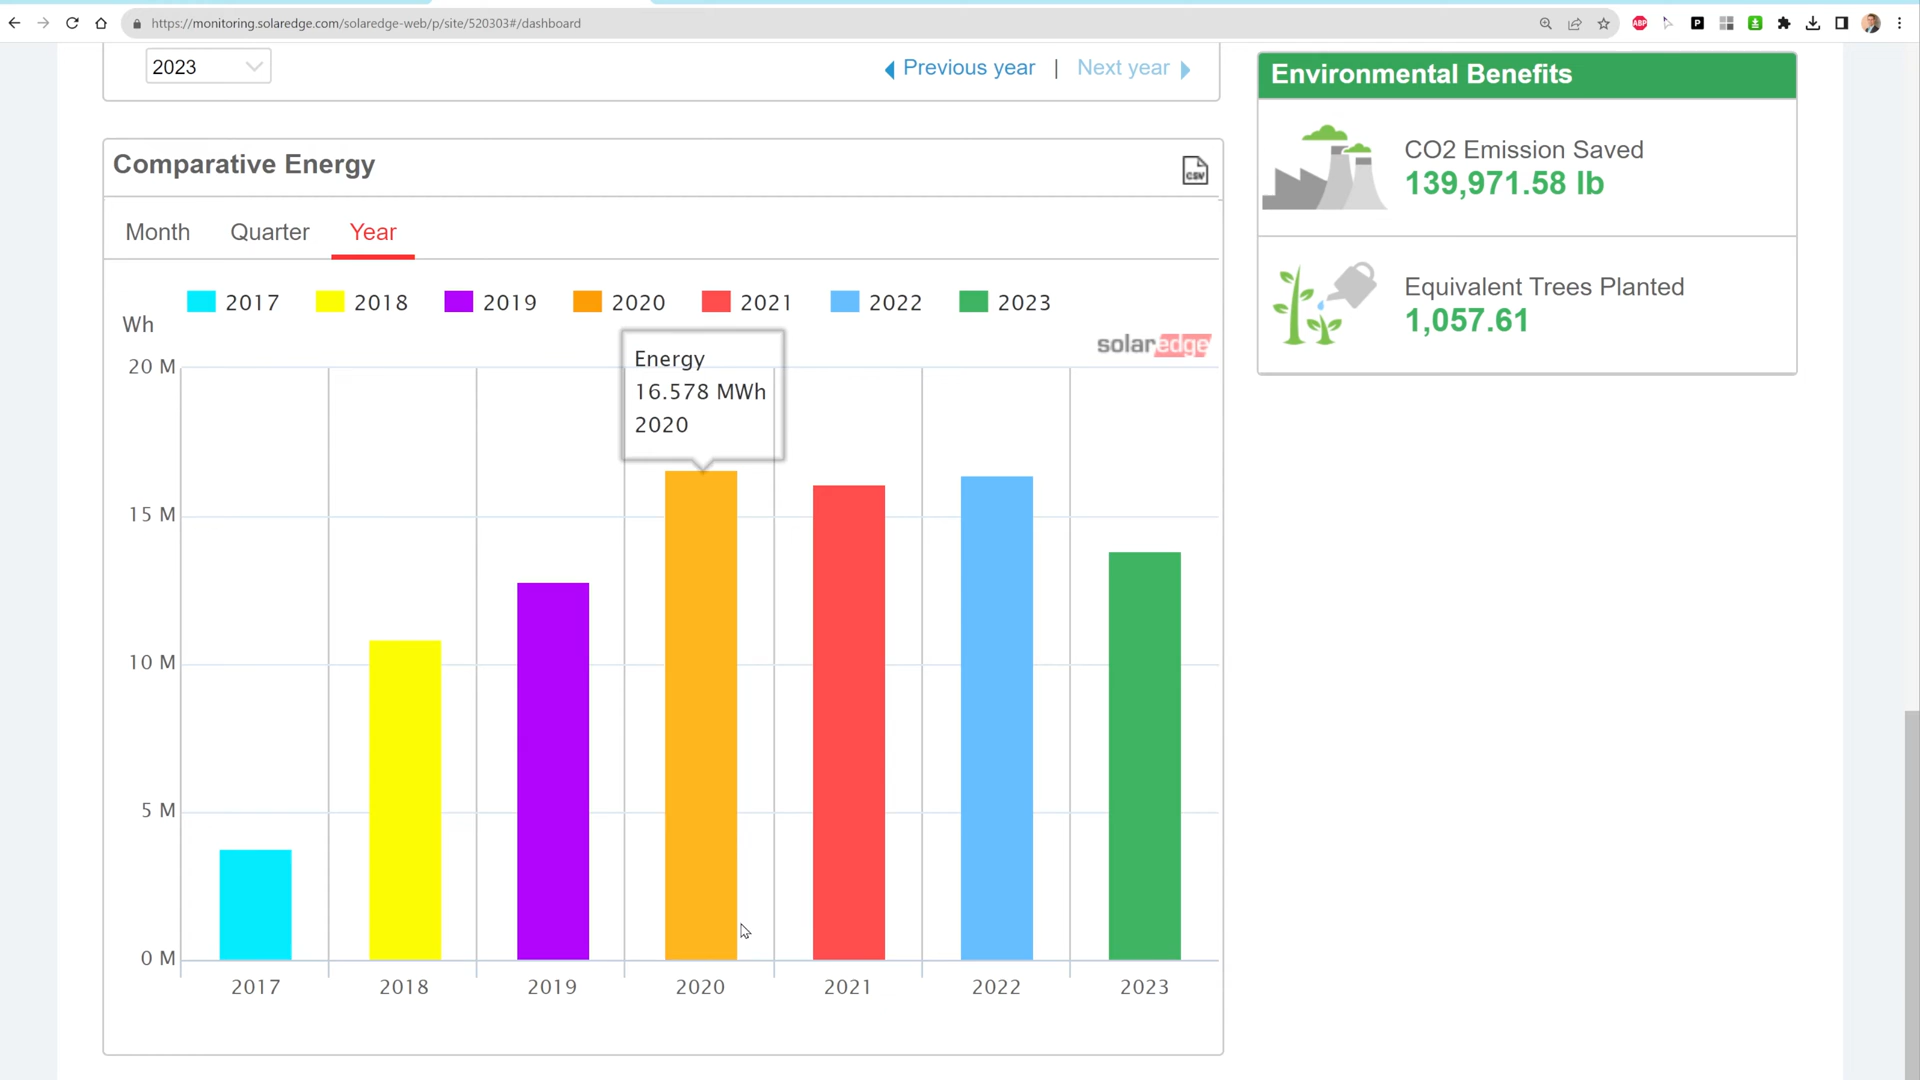 https://monitoring.solaredge.com/solaredge-web/p/site/520303#/dashboard
ABP
P
2023
Previous year | Next year
Environmental Benefits
CO2 Emission Saved
139,971.58 lb
Equivalent Trees Planted
1,057.61
Comparative Energy
CSV
Month Quarter Year
2017 2018 2019 2020 2021 2022 2023
Wh
solaredge
Energy
16.578 MWh
2020
20 M
15 M
10 M
5 M
0 M
2017 2018 2019 2020 2021 2022 2023